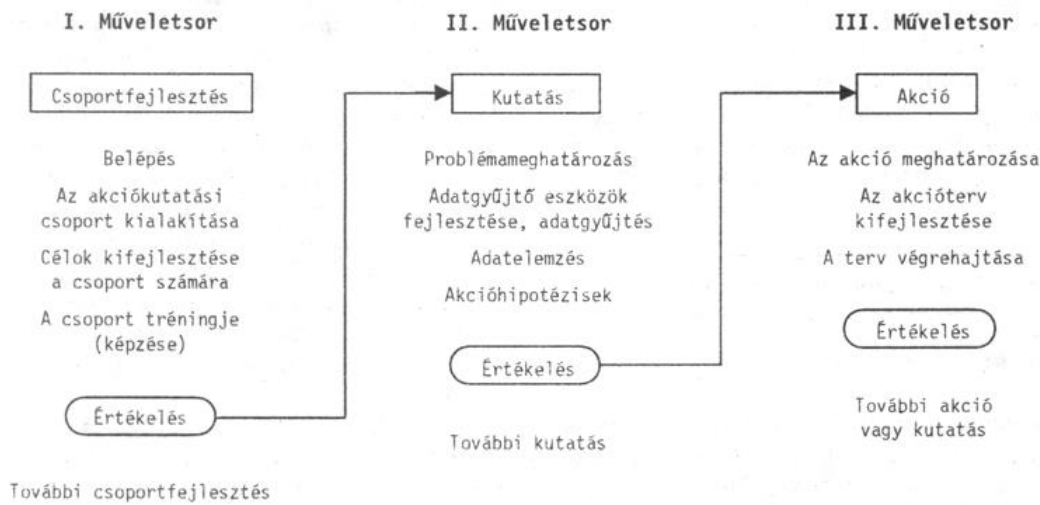 I. Műveletsor
Csoportfejlesztés
Belépés
Az akciókutatási
csoport kialakítása
Célok kifejlesztése
a csoport számára
A csoport tréningje
(képzése)
Értékelés
További csoportfejlesztés
II. Műveletsor
Kutatás
Problémameghatározás
Adatgyűjtő eszközök
fejlesztése, adatgyűjtés
Adatelemzés
Akcióhipotézisek
Értékelés
További kutatás
III. Műveletsor
Akció
Az akció meghatározása
Az akcióterv
kifejlesztése
A terv végrehajtása
Értékelés
További akció
vagy kutatás